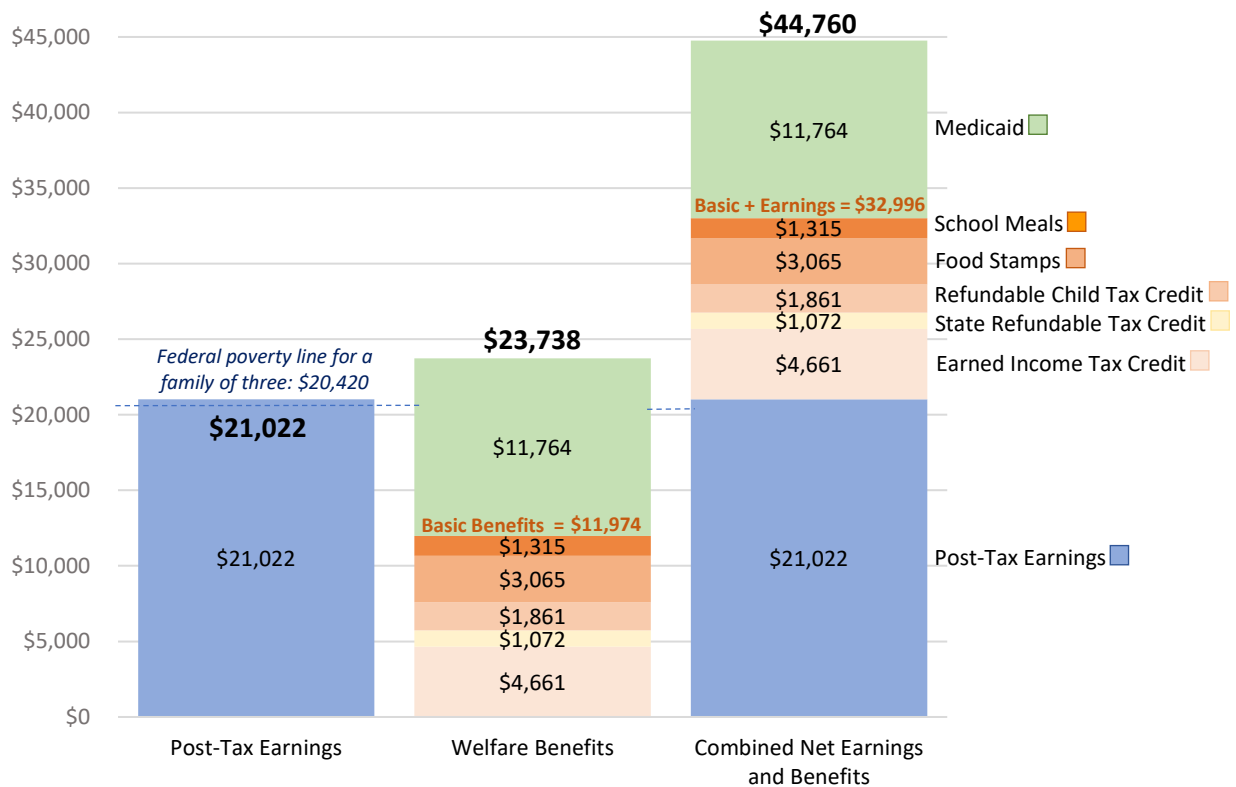 $44,760
$45,000
$40,000
$35,000
$30,000
$25,000
$20,000
$15,000
$10,000
$5,000
$0
Federal poverty line for a
family of three: $20,420
$21,022
$21,022
$23,738
$11,764
Basic Benefits = $11,974
$1,315
$3,065
$1,861
$1,072
$4,661
$11,764
Basic + Earnings = $32,996
$1,315
$3,065
$1,861
$1,072
$4,661
$21,022
Medicaid
School Meals
Food Stamps
Refundable Child Tax Credit
State Refundable Tax Credit
Earned Income Tax Credit
Post-Tax Earnings
Post-Tax Earnings
Welfare Benefits
Combined Net Earnings
and Benefits